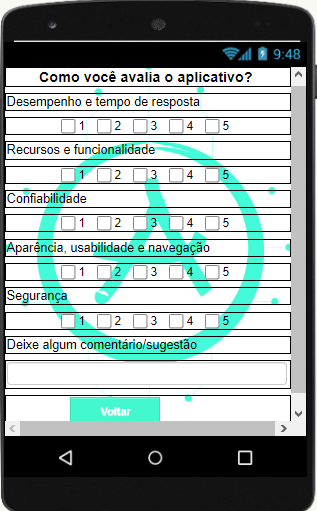 9:48
Como você avalia o aplicativo?
Desempenho e tempo de resposta
1 2 3 4 5
Recursos e funcionalidade
1 2 3 4 5
Confiabilidade
1 2 3 4 5
Aparência, usabilidade e navegação
1 2 3 4 5
Segurança
1 2 3 4 5
Deixe algum comentário/sugestão
Voltar